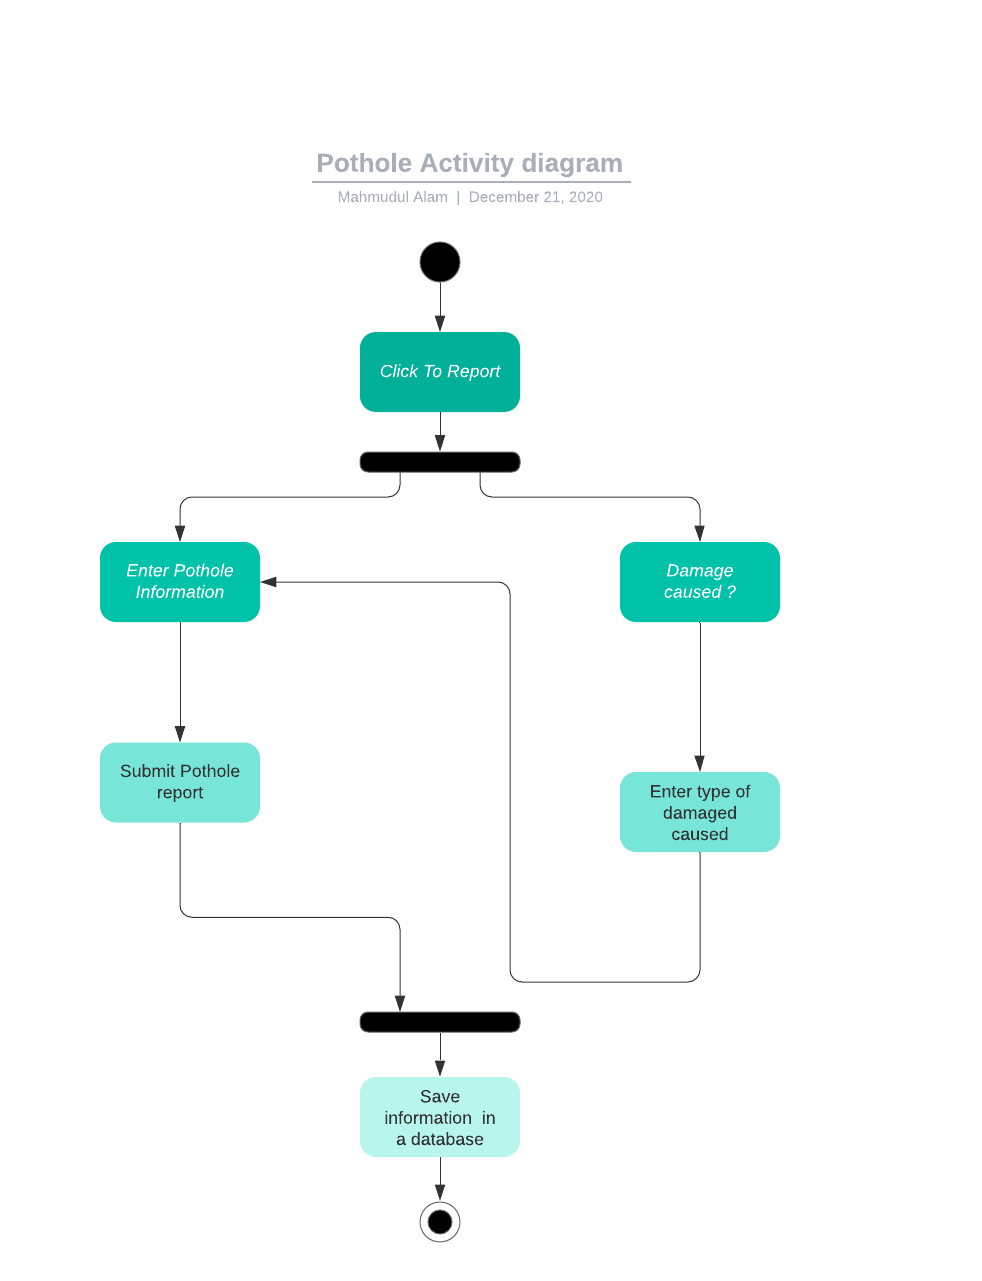 Pothole Activity diagram
Mahmudul Alam | December 21, 2020
Click To Report
Enter Pothole
Information
Damage
caused ?
Submit Pothole
report
Enter type of
damaged
caused
Save
information in
a database